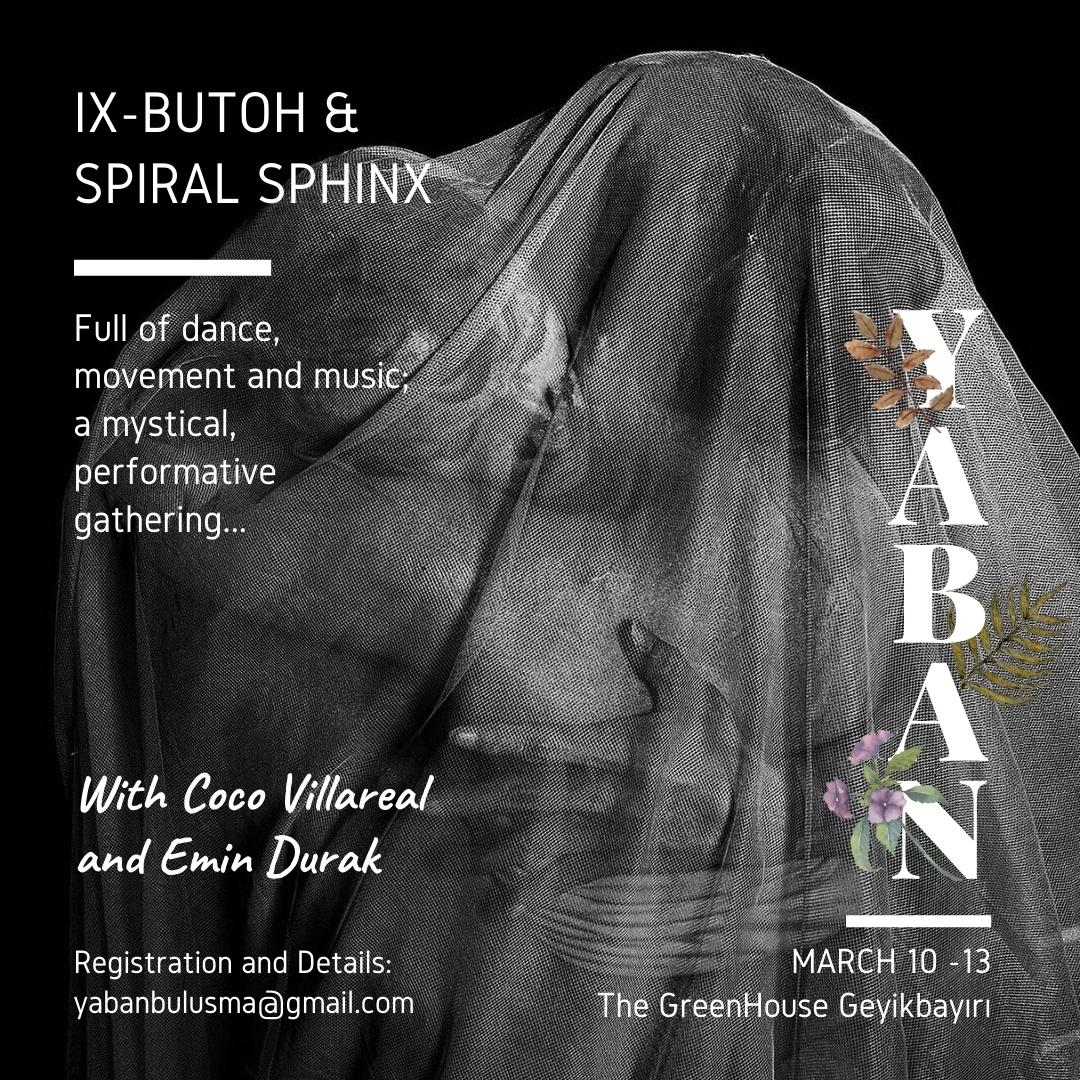 IX-BUTOH &
SPIRAL SPHINX
Full of dance,
movement and music;
a mystical,
performative
gathering...
YABAN
With Coco Villareal
and Emin Durak
Registration and Details:
yabanbulusma@gmail.com
MARCH 10 -13
The GreenHouse Geyikbayırı